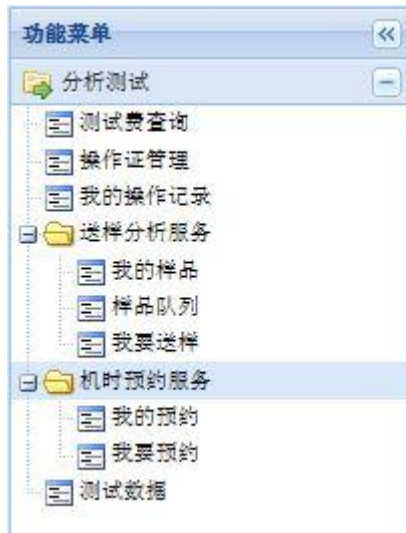 功能菜单
分析测试
测试费查询
操作证管理
我的操作记录
送样分析服务
我的样品
样品队列
我要送样
机时预约服务
我的预约
我要预约
测试数据